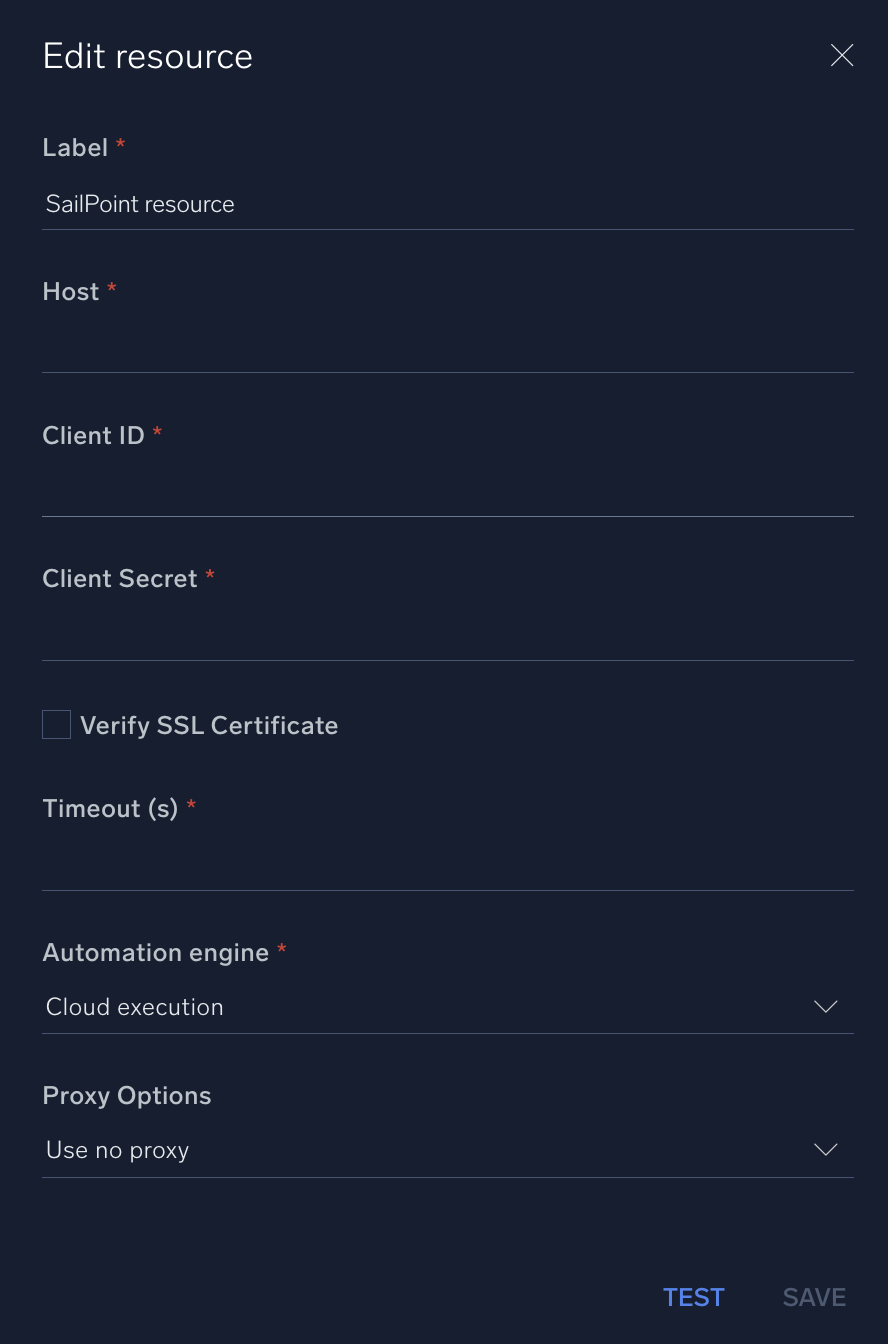 Edit resource
Label *
SailPoint resource
Host *
Client ID *
Client Secret *
Verify SSL Certificate
Timeout (s) *
Automation engine *
Cloud execution
Proxy Options
Use no proxy
TEST SAVE